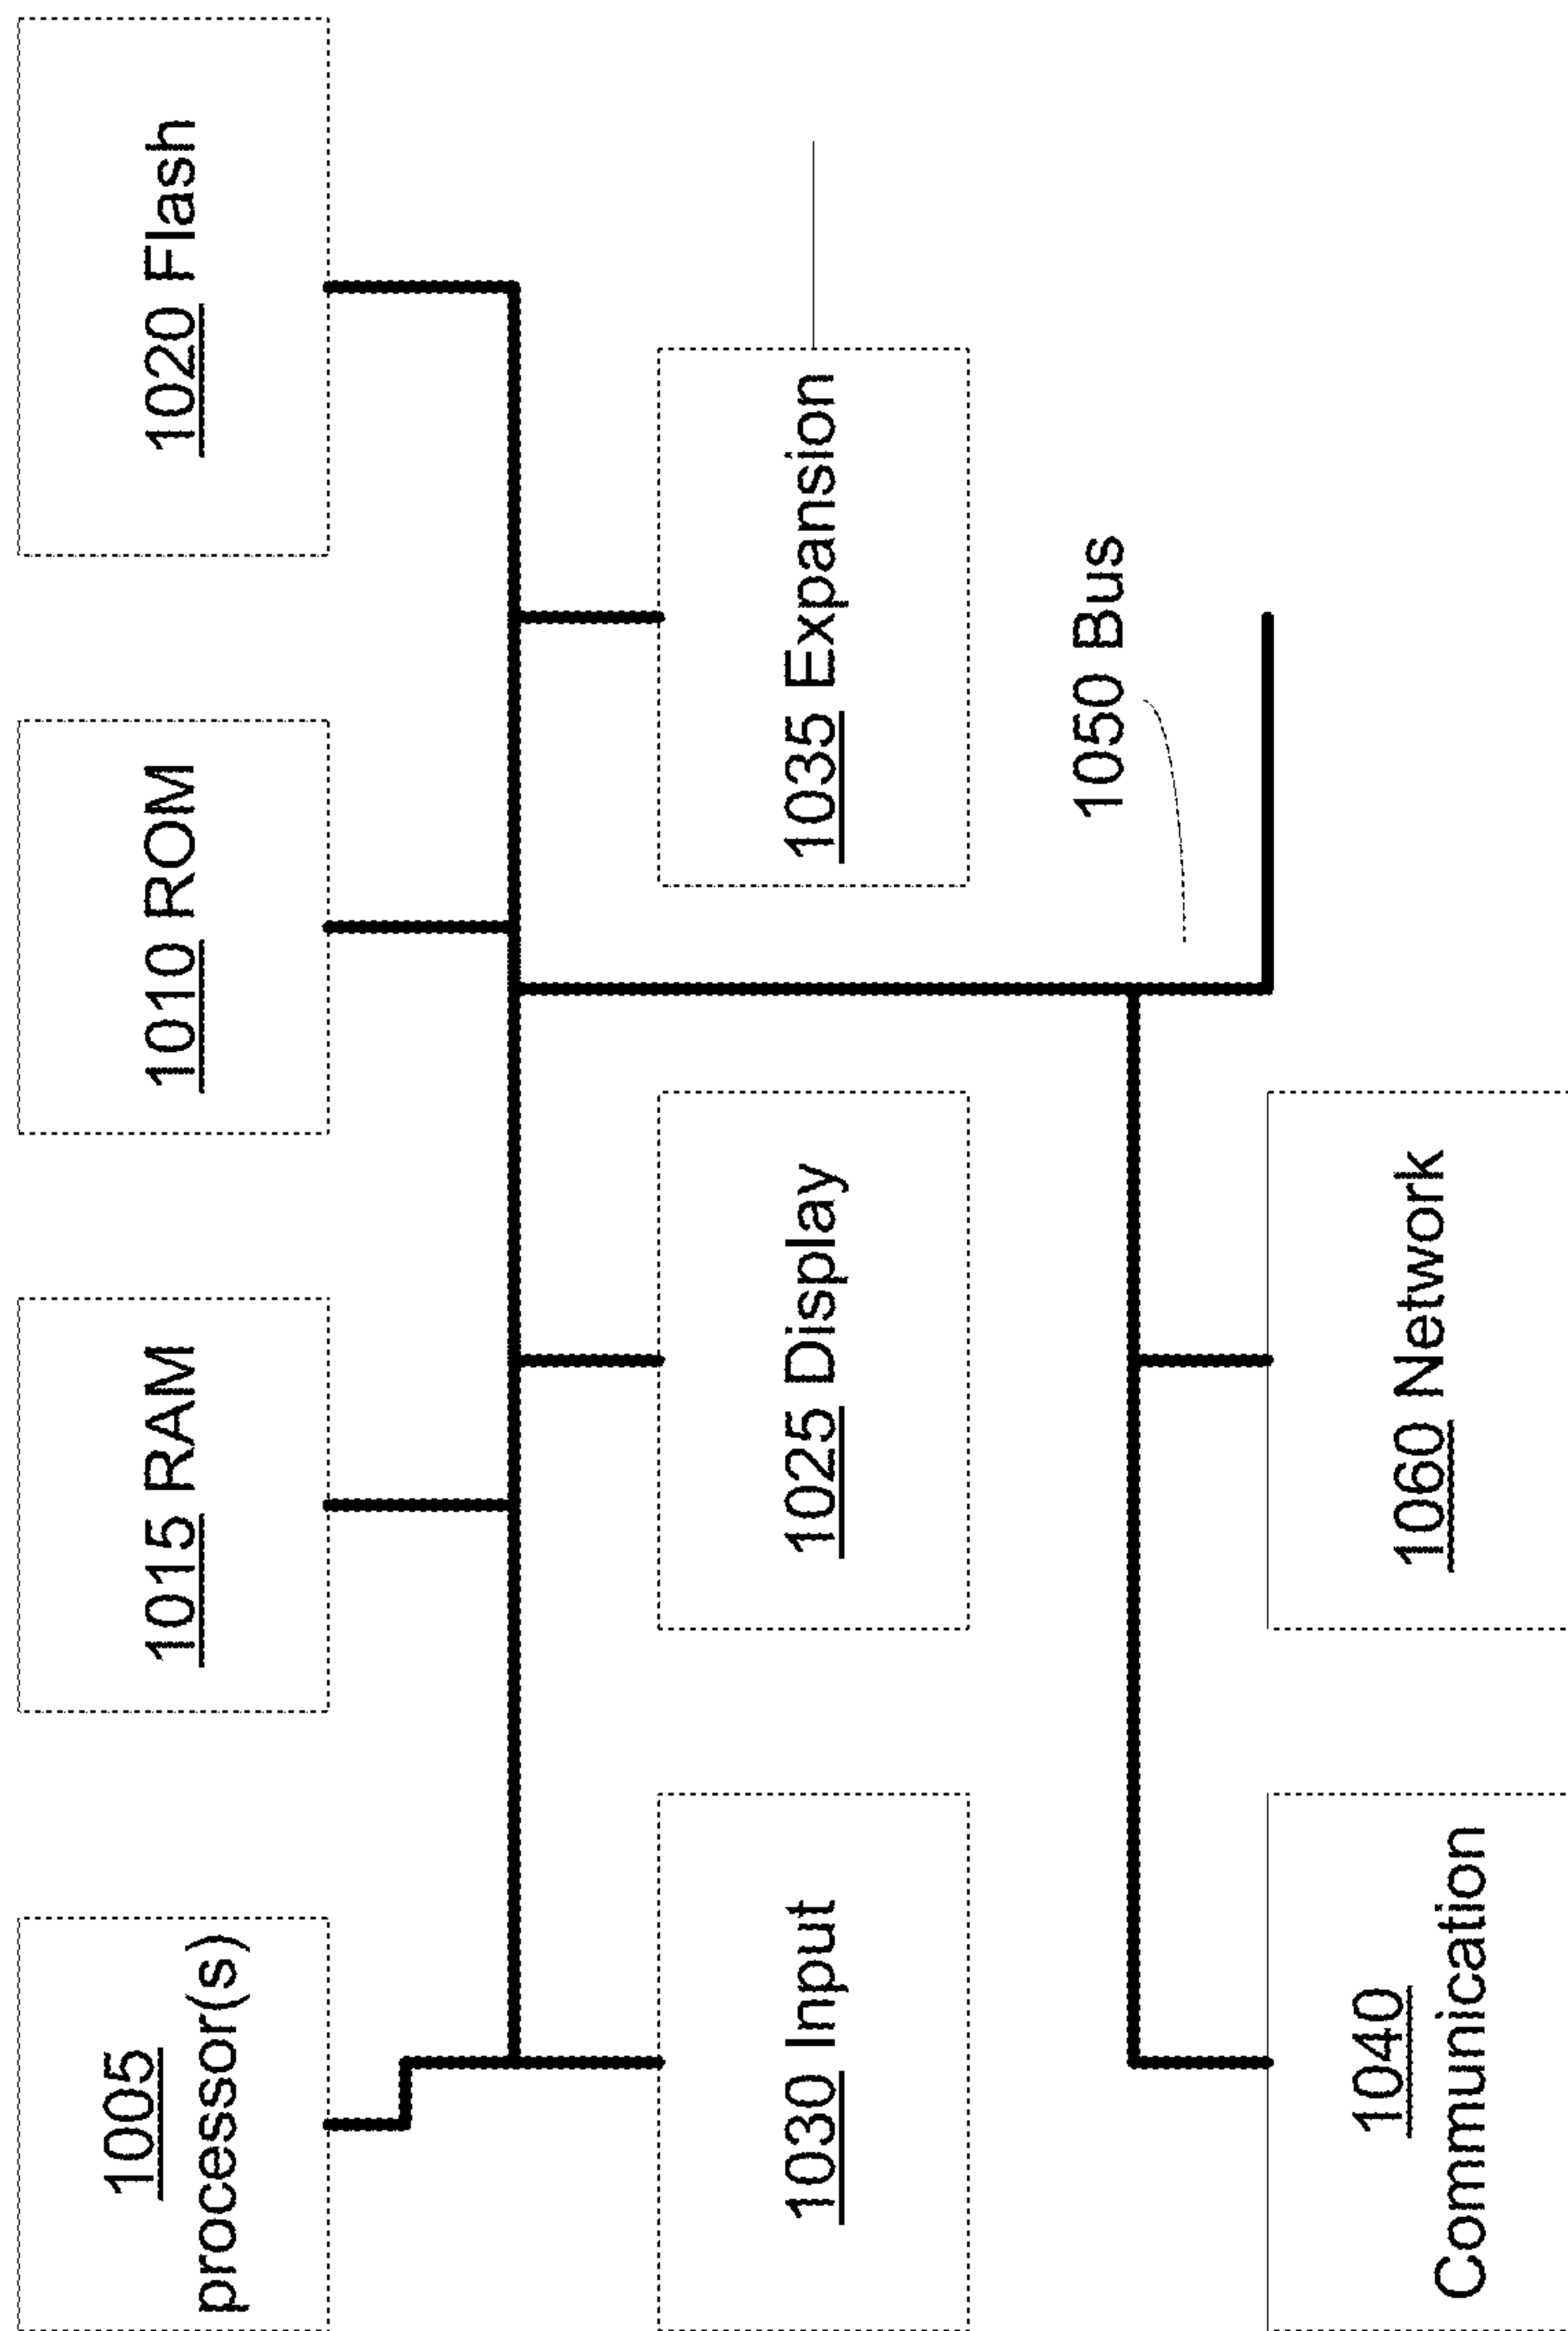 1005
processor(s)
1015 RAM
1010 ROM
1020 Flash
1030 Input
1025 Display
1035 Expansion
1050 Bus
1040
Communication
1060 Network